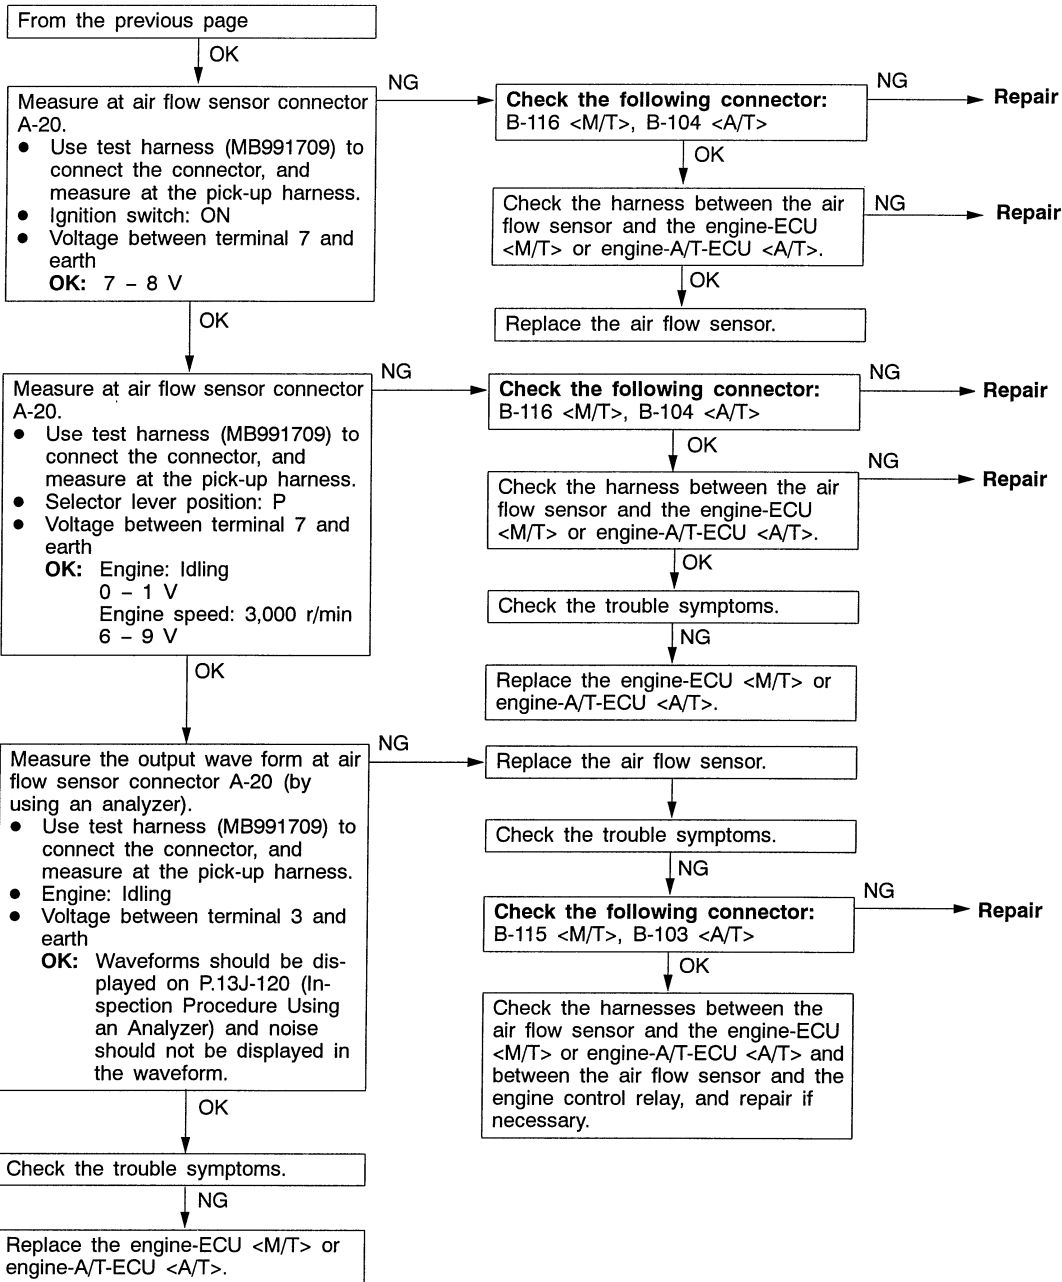 From the previous page
OK
Measure at air flow sensor connector
A-20.
● Use test harness (MB991709) to
connect the connector, and
measure at the pick-up harness.
● Ignition switch: ON
● Voltage between terminal 7 and
earth
OK: 7 – 8 V
NG
Check the following connector:
B-116 <M/T>, B-104 <A/T>
NG
Repair
OK
Check the harness between the air
flow sensor and the engine-ECU
<M/T> or engine-A/T-ECU <A/T>.
NG
Repair
OK
Replace the air flow sensor.
OK
Measure at air flow sensor connector
A-20.
● Use test harness (MB991709) to
connect the connector, and
measure at the pick-up harness.
● Selector lever position: P
● Voltage between terminal 7 and
earth
OK: Engine: Idling
0 – 1 V
Engine speed: 3,000 r/min
6 – 9 V
NG
Check the following connector:
B-116 <M/T>, B-104 <A/T>
NG
Repair
OK
Check the harness between the air
flow sensor and the engine-ECU
<M/T> or engine-A/T-ECU <A/T>.
NG
Repair
OK
Check the trouble symptoms.
NG
Replace the engine-ECU <M/T> or
engine-A/T-ECU <A/T>.
OK
Measure the output wave form at air
flow sensor connector A-20 (by
using an analyzer).
● Use test harness (MB991709) to
connect the connector, and
measure at the pick-up harness.
● Engine: Idling
● Voltage between terminal 3 and
earth
OK: Waveforms should be dis-
played on P.13J-120 (In-
spection Procedure Using
an Analyzer) and noise
should not be displayed in
the waveform.
NG
Replace the air flow sensor.
Check the trouble symptoms.
NG
Check the following connector:
B-115 <M/T>, B-103 <A/T>
NG
Repair
OK
Check the harnesses between the
air flow sensor and the engine-ECU
<M/T> or engine-A/T-ECU <A/T> and
between the air flow sensor and the
engine control relay, and repair if
necessary.
OK
Check the trouble symptoms.
NG
Replace the engine-ECU <M/T> or
engine-A/T-ECU <A/T>.